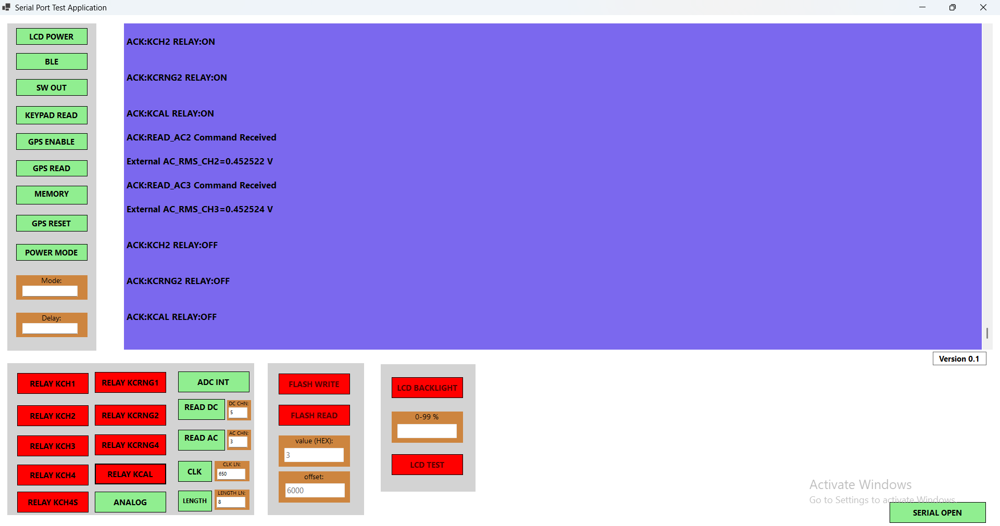 Serial Port Test Application
LCD POWER
BLE
SW OUT
KEYPAD READ
GPS ENABLE
GPS READ
MEMORY
GPS RESET
POWER MODE
Mode:
Delay:
ACK:KCH2 RELAY:ON
ACK:KCRNG2 RELAY:ON
ACK:KCAL RELAY:ON
ACK:READ_AC2 Command Received
External AC_RMS_CH2=0.452522 V
ACK:READ_AC3 Command Received
External AC_RMS_CH3=0.452524 V
ACK:KCH2 RELAY:OFF
ACK:KCRNG2 RELAY:OFF
ACK:KCAL RELAY:OFF
Version 0.1
RELAY KCH1
RELAY KCH2
RELAY KCH3
RELAY KCH4
RELAY KCH4S
RELAY KCRNG1
RELAY KCRNG2
RELAY KCRNG4
RELAY KCAL
ANALOG
ADC INT
READ DC
DC CHN:
5
READ AC
AC CHN:
3
CLK
CLK LN:
650
LENGTH
LENGTH LN:
8
FLASH WRITE
FLASH READ
value (HEX):
3
offset:
6000
LCD BACKLIGHT
0-99 %
LCD TEST
Activate Windows
Go to Settings to activate Windows.
SERIAL OPEN